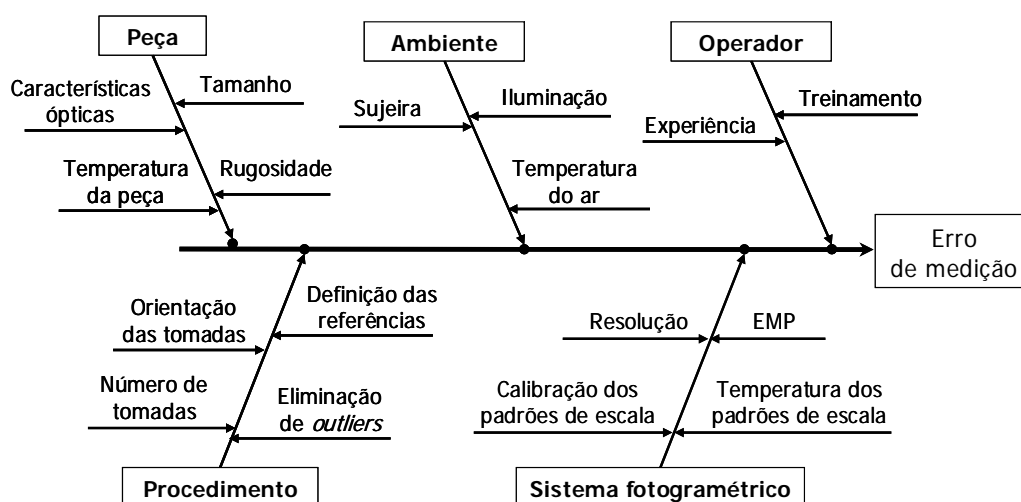 Peça
Ambiente
Operador
Características
ópticas
Tamanho
Temperatura
da peça
Rugosidade
Sujeira
Iluminação
Temperatura
do ar
Experiência
Treinamento
Erro
de medição
Orientação
das tomadas
Definição das
referências
Número de
tomadas
Eliminação
de outliers
Resolução
EMP
Calibração dos
padrões de escala
Temperatura dos
padrões de escala
Procedimento
Sistema fotogramétrico